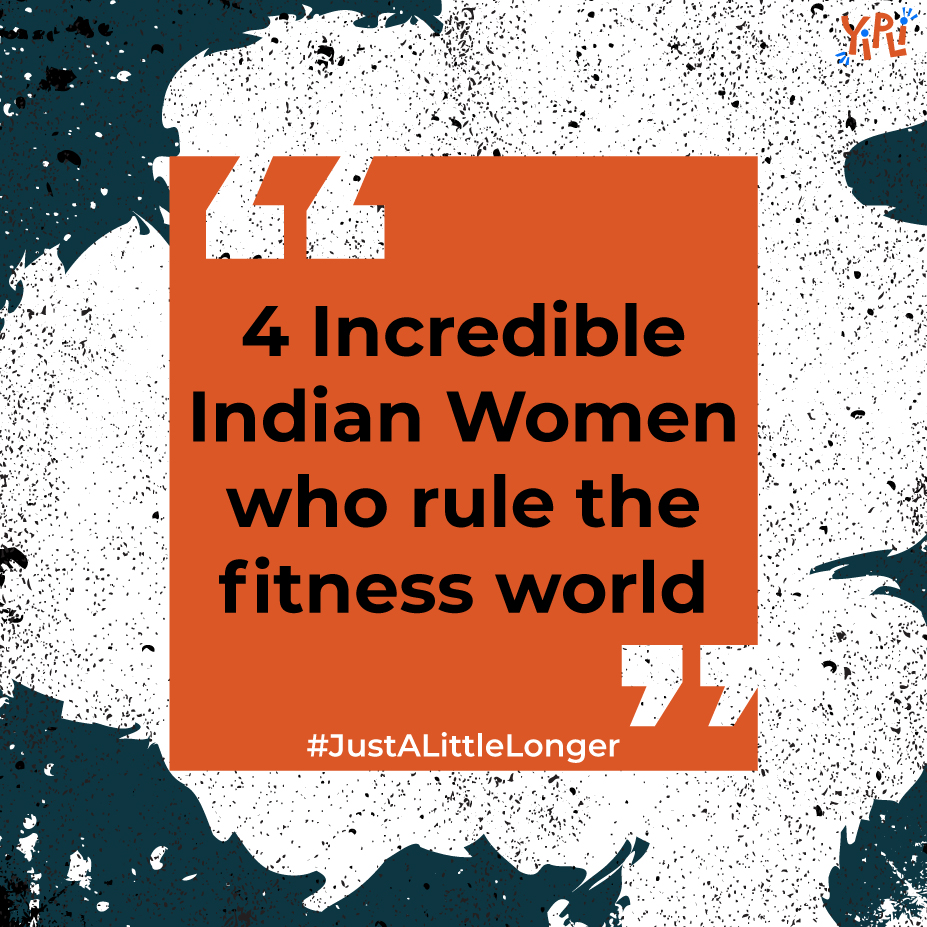 YiPLi
4 Incredible
Indian Women
who rule the
fitness world
#JustALittleLonger